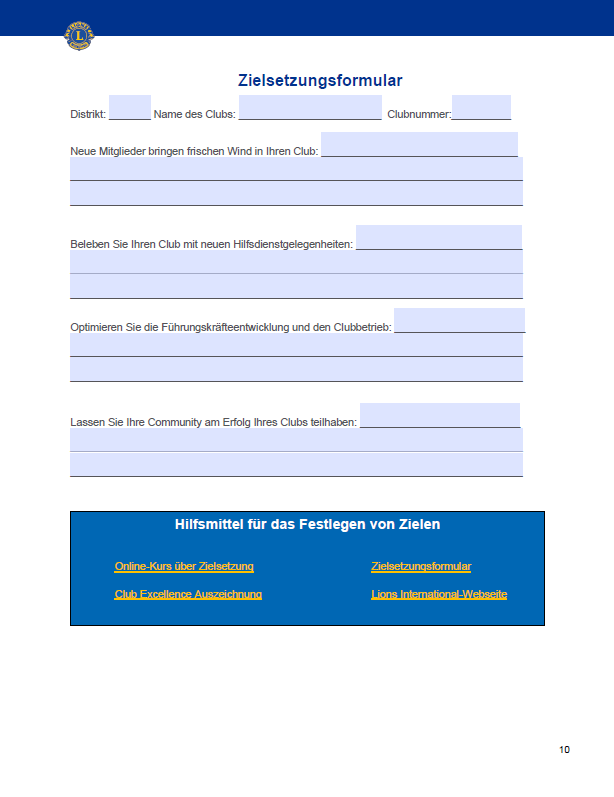 Zielsetzungsformular
Distrikt: Name des Clubs: Clubnummer:
Neue Mitglieder bringen frischen Wind in Ihren Club:
Beleben Sie Ihren Club mit neuen Hilfsdienstgelegenheiten:
Optimieren Sie die Führungskräfteentwicklung und den Clubbetrieb:
Lassen Sie Ihre Community am Erfolg Ihres Clubs teilhaben:
Hilfsmittel für das Festlegen von Zielen
Online-Kurs über Zielsetzung Zielsetzungsformular
Club Excellence Auszeichnung Lions International-Webseite
10